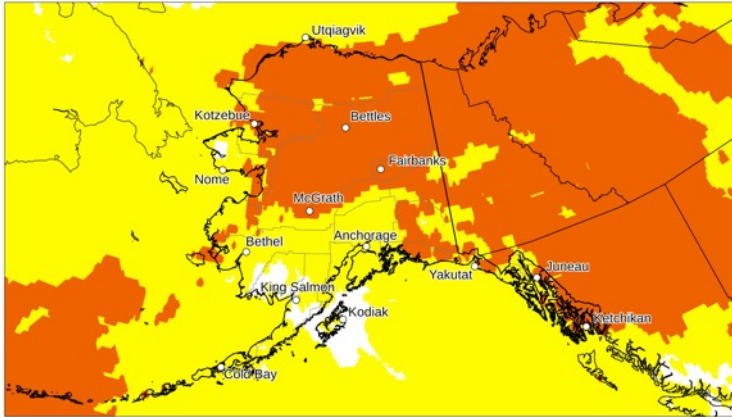 Utqiagvik
Kotzebue
Bettles
Fairbanks
Nome
McGrath
Bethel
Anchorage
Yakutat
Juneau
King Salmon
Kodiak
Ketchikan
Cold Bay